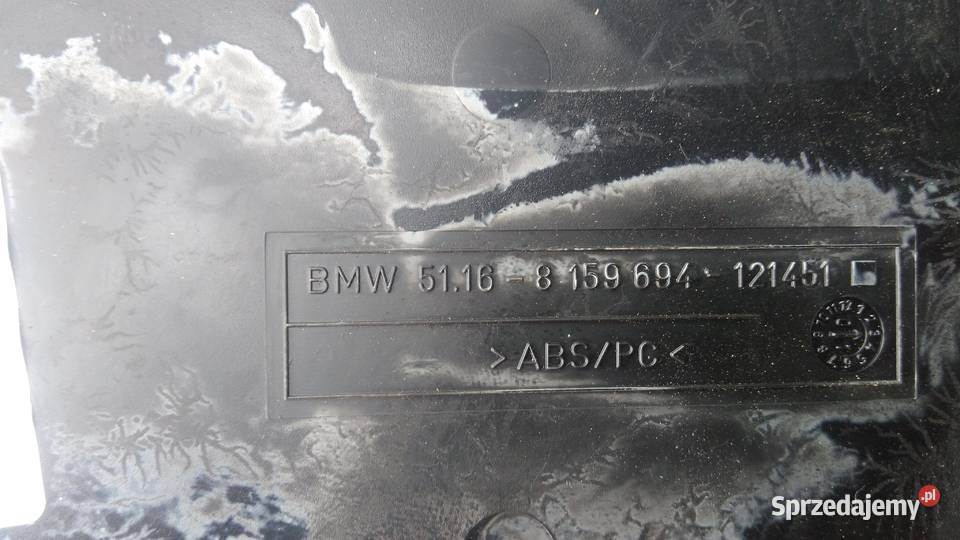 BMW 51.16 - 8 159 694 - 121451
>ABS/PC<
Sprzedajemy.pl